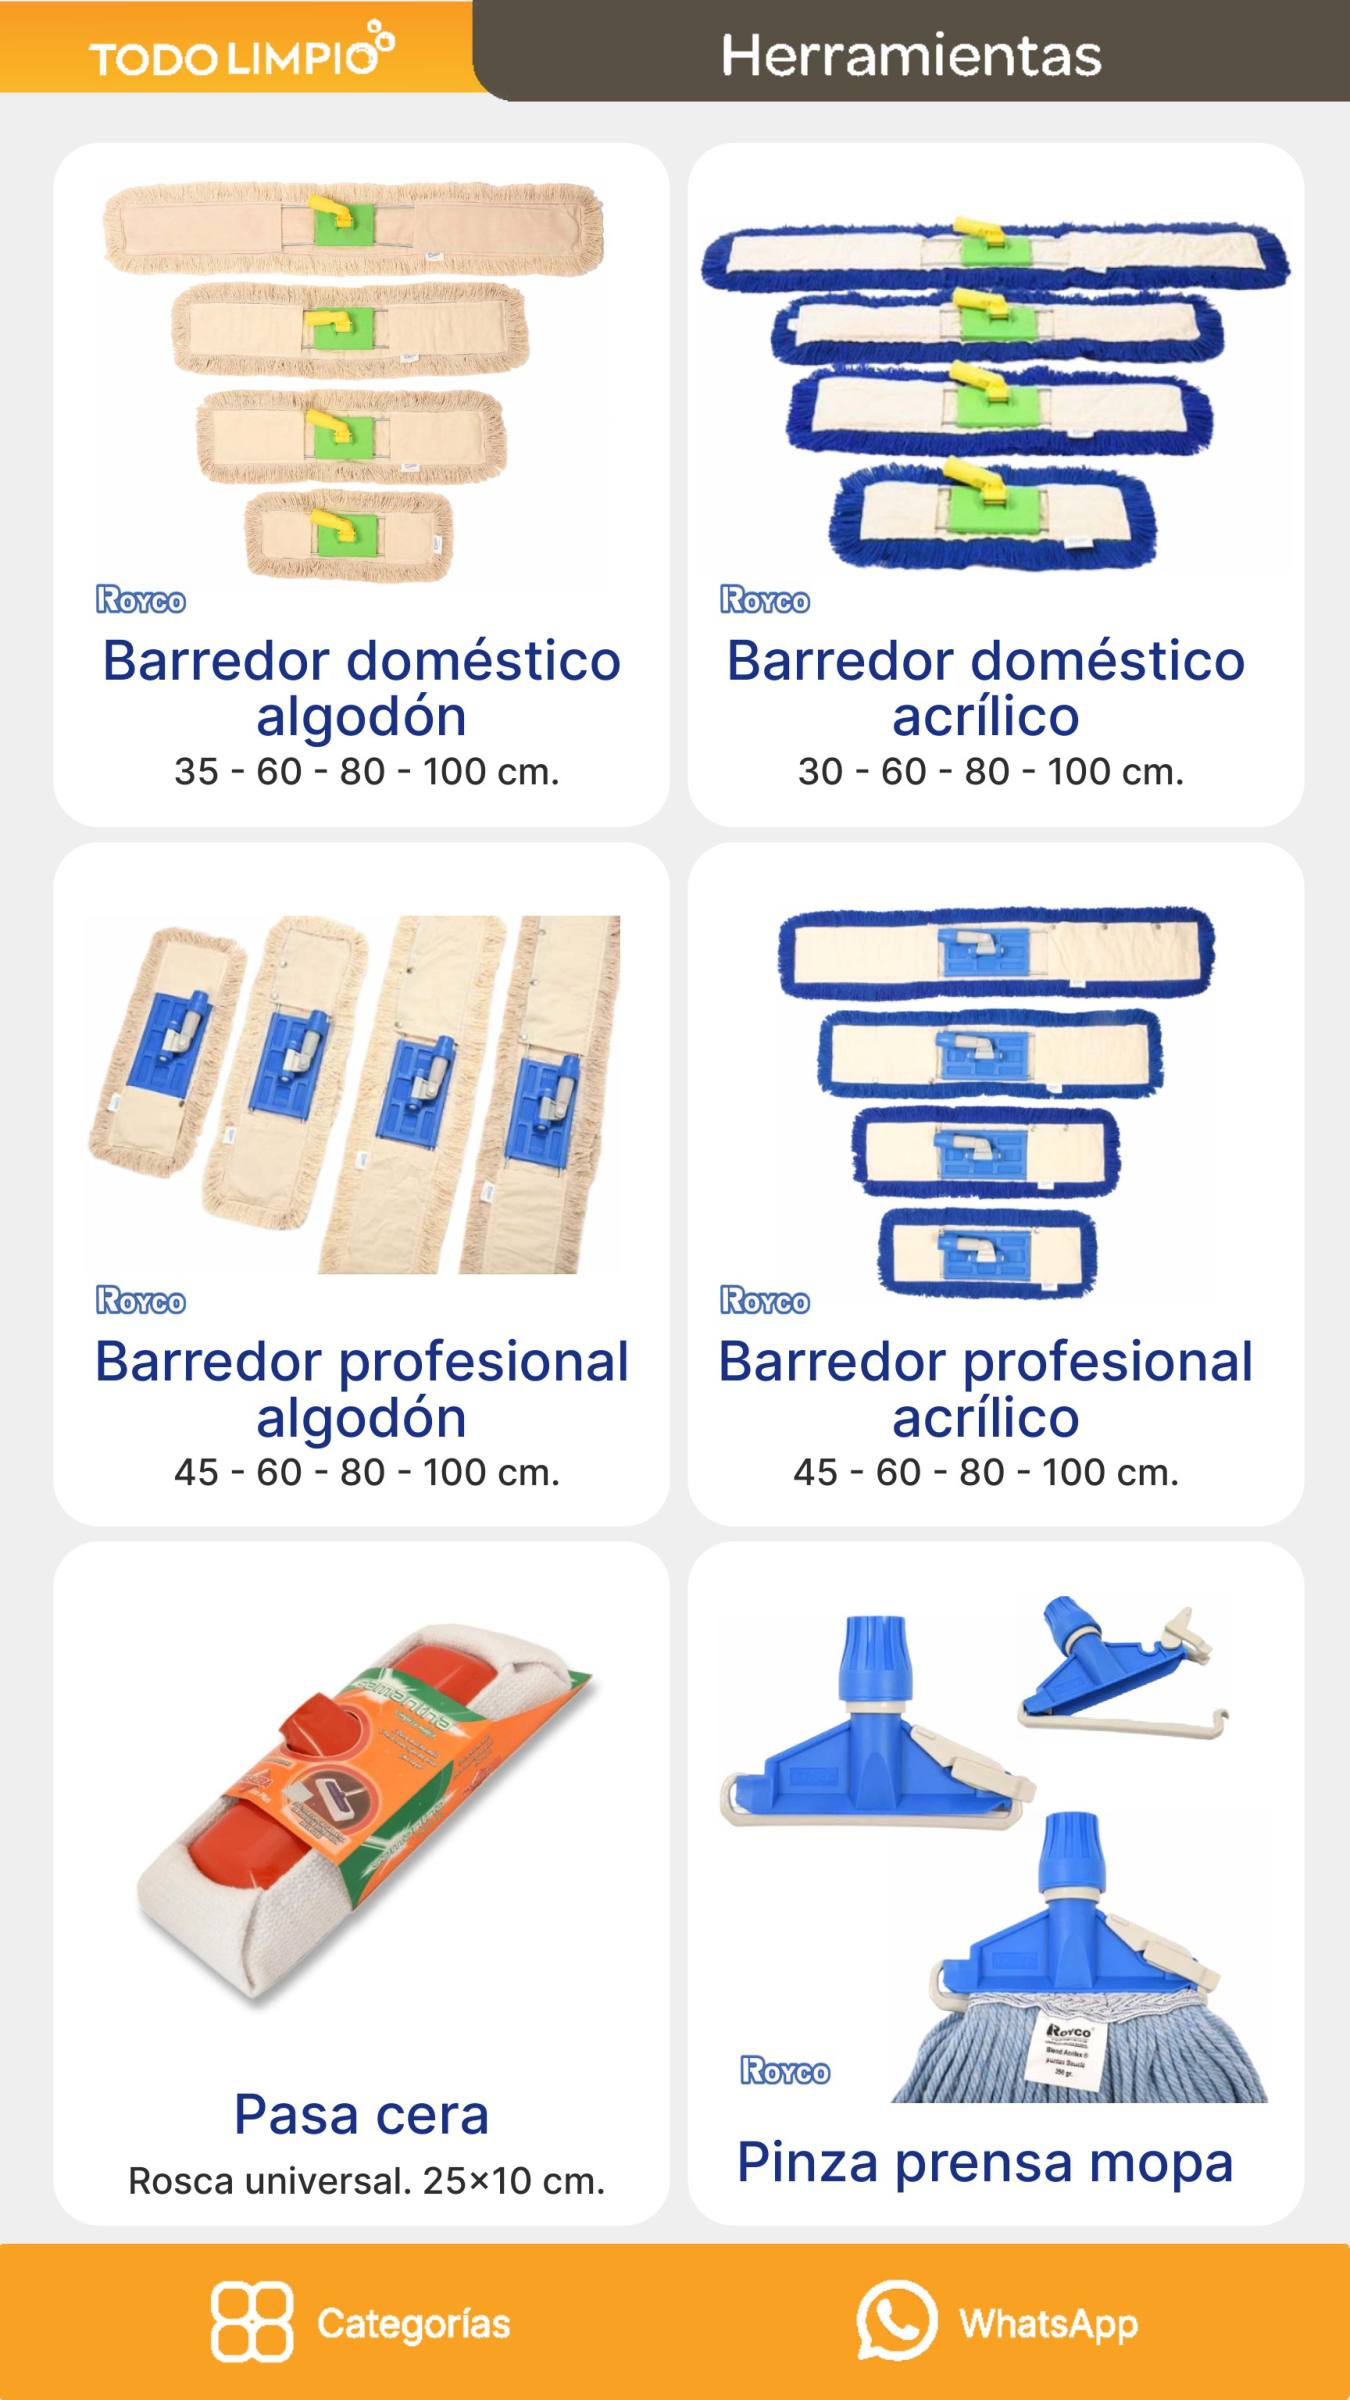 TODO LIMPIO
Herramientas
Royco
Barredor doméstico
algodón
35 - 60 - 80 - 100 cm.
Royco
Barredor doméstico
acrílico
30 - 60 - 80 - 100 cm.
Royco
Barredor profesional
algodón
45 - 60 - 80 - 100 cm.
Royco
Barredor profesional
acrílico
45 - 60 - 80 - 100 cm.
samantha
Pasa cera
Rosca universal. 25×10 cm.
Royco
Royco
Pinza prensa mopa
Categorías
WhatsApp